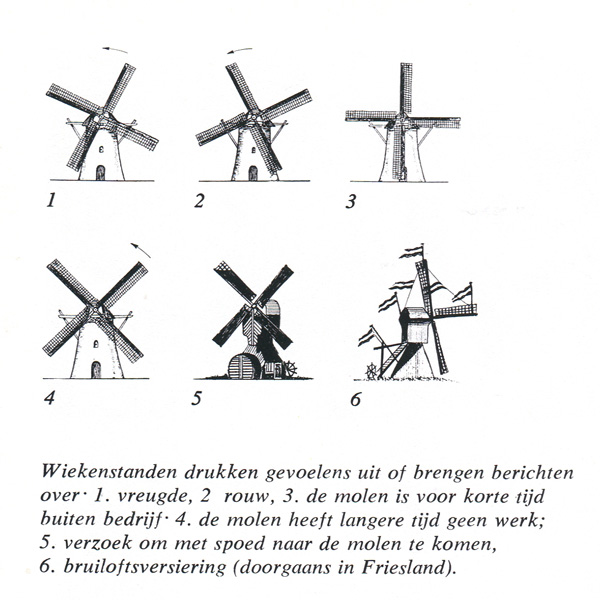 1 2 3
4 5 6
Wiekenstanden drukken gevoelens uit of brengen berichten
over· 1. vreugde, 2 rouw, 3. de molen is voor korte tijd
buiten bedrijf· 4. de molen heeft langere tijd geen werk;
5. verzoek om met spoed naar de molen te komen,
6. bruiloftsversiering (doorgaans in Friesland).